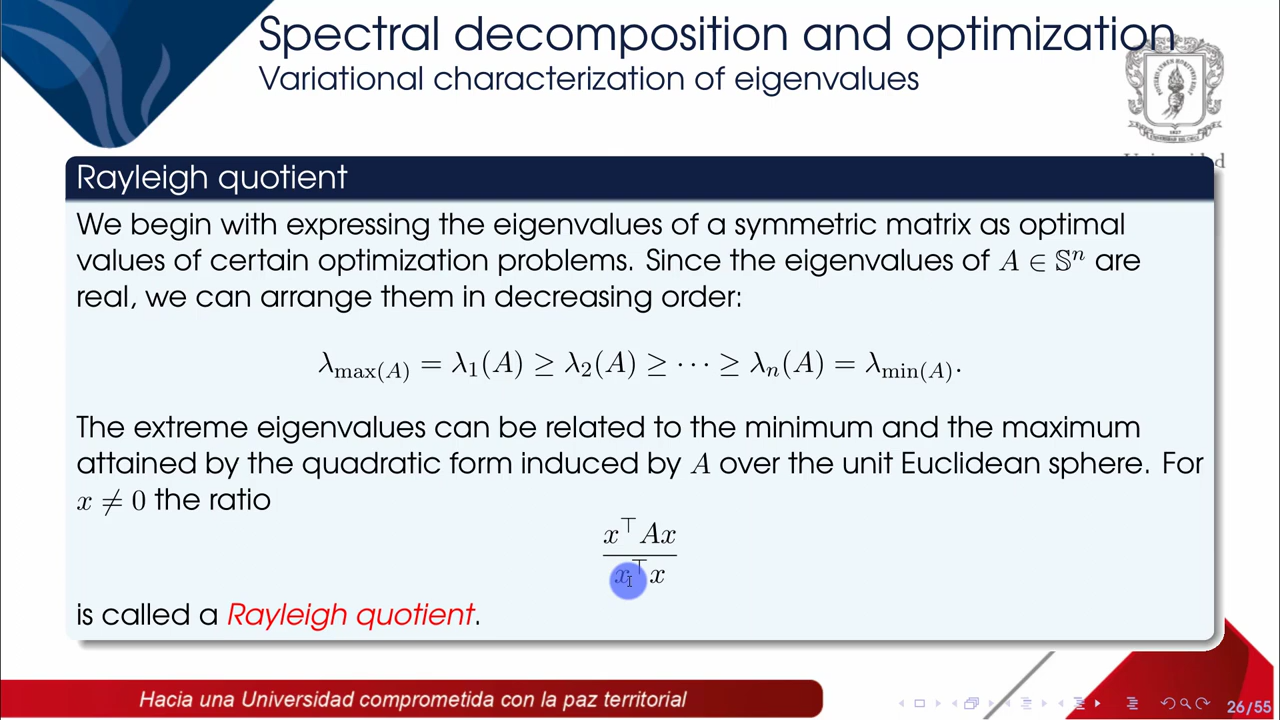 Spectral decomposition and optimization
Variational characterization of eigenvalues
Rayleigh quotient
We begin with expressing the eigenvalues of a symmetric matrix as optimal
values of certain optimization problems. Since the eigenvalues of A ∈ 𝕊ⁿ are
real, we can arrange them in decreasing order:
λ_max(A) = λ₁(A) ≥ λ₂(A) ≥ ⋯ ≥ λₙ(A) = λ_min(A).
The extreme eigenvalues can be related to the minimum and the maximum
attained by the quadratic form induced by A over the unit Euclidean sphere. For
x ≠ 0 the ratio
x^⊤ Ax
x^⊤ x
is called a Rayleigh quotient.
Hacia una Universidad comprometida con la paz territorial
26/55